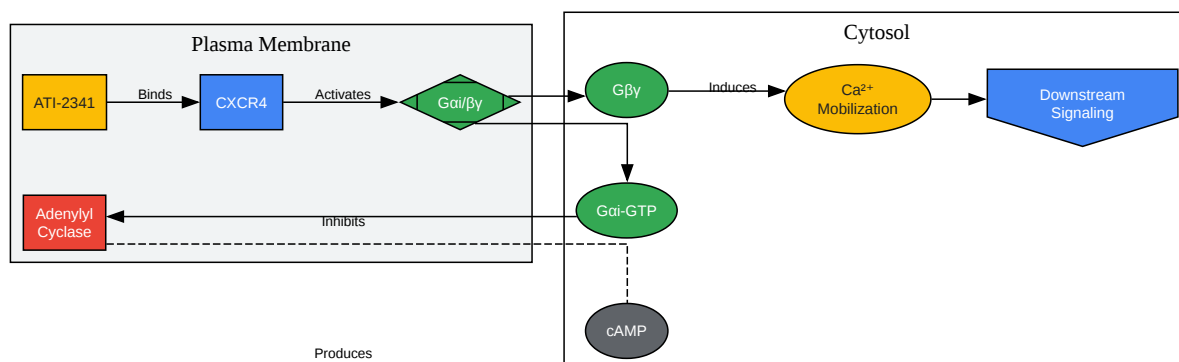 Plasma Membrane
Cytosol
ATI-2341
Binds
CXCR4
Activates
Gαi/βγ
Gβγ
Induces
Ca²⁺
Mobilization
Downstream
Signaling
Adenylyl
Cyclase
Inhibits
Gαi-GTP
cAMP
Produces